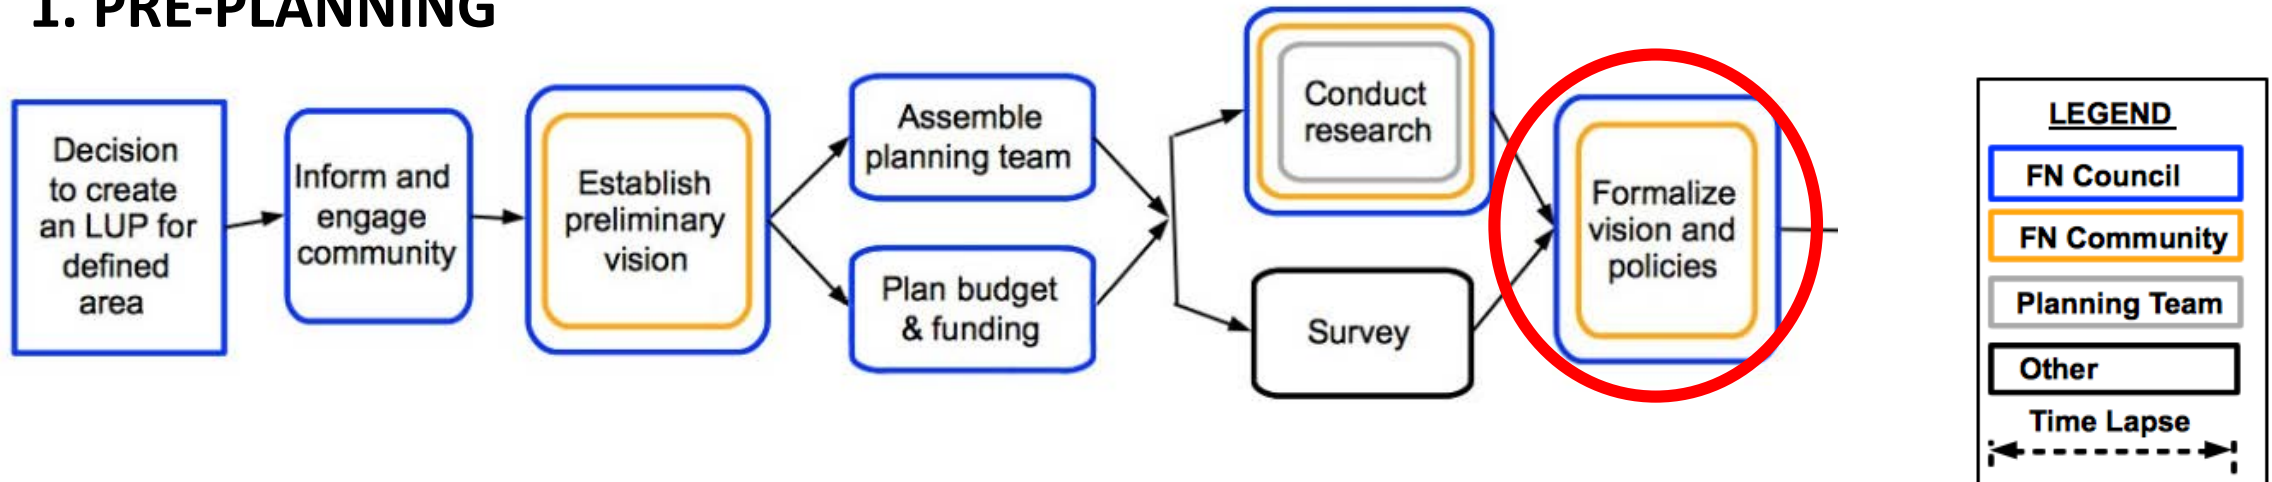 1. PRE-PLANNING
Decision
to create
an LUP for
defined
area
Inform and
engage
community
Establish
preliminary
vision
Assemble
planning team
Plan budget
& funding
Conduct
research
Survey
Formalize
vision and
policies
LEGEND
FN Council
FN Community
Planning Team
Other
Time Lapse